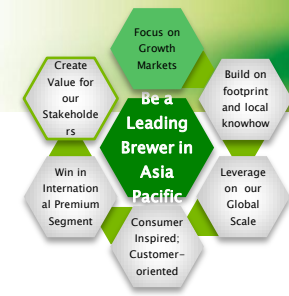 Focus on
Growth
Markets
Create
Value for
our
Stakeholde
rs
Build on
footprint
and local
knowhow
Be a
Leading
Brewer in
Asia
Pacific
Win in
Internation
al Premium
Segment
Leverage
on our
Global
Scale
Consumer
Inspired;
Customer-
oriented